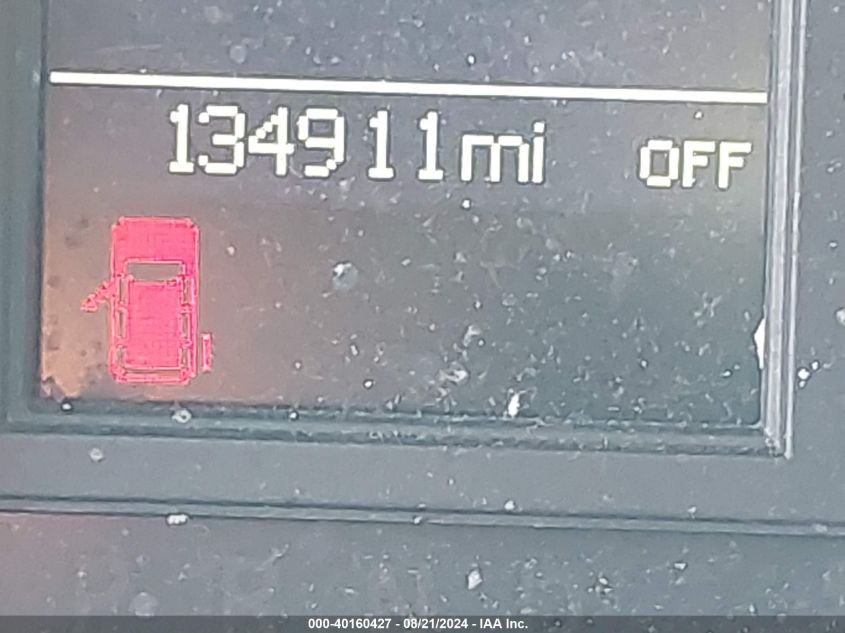 134911mi OFF
000-40160427 - 08/21/2024 - IAA Inc.